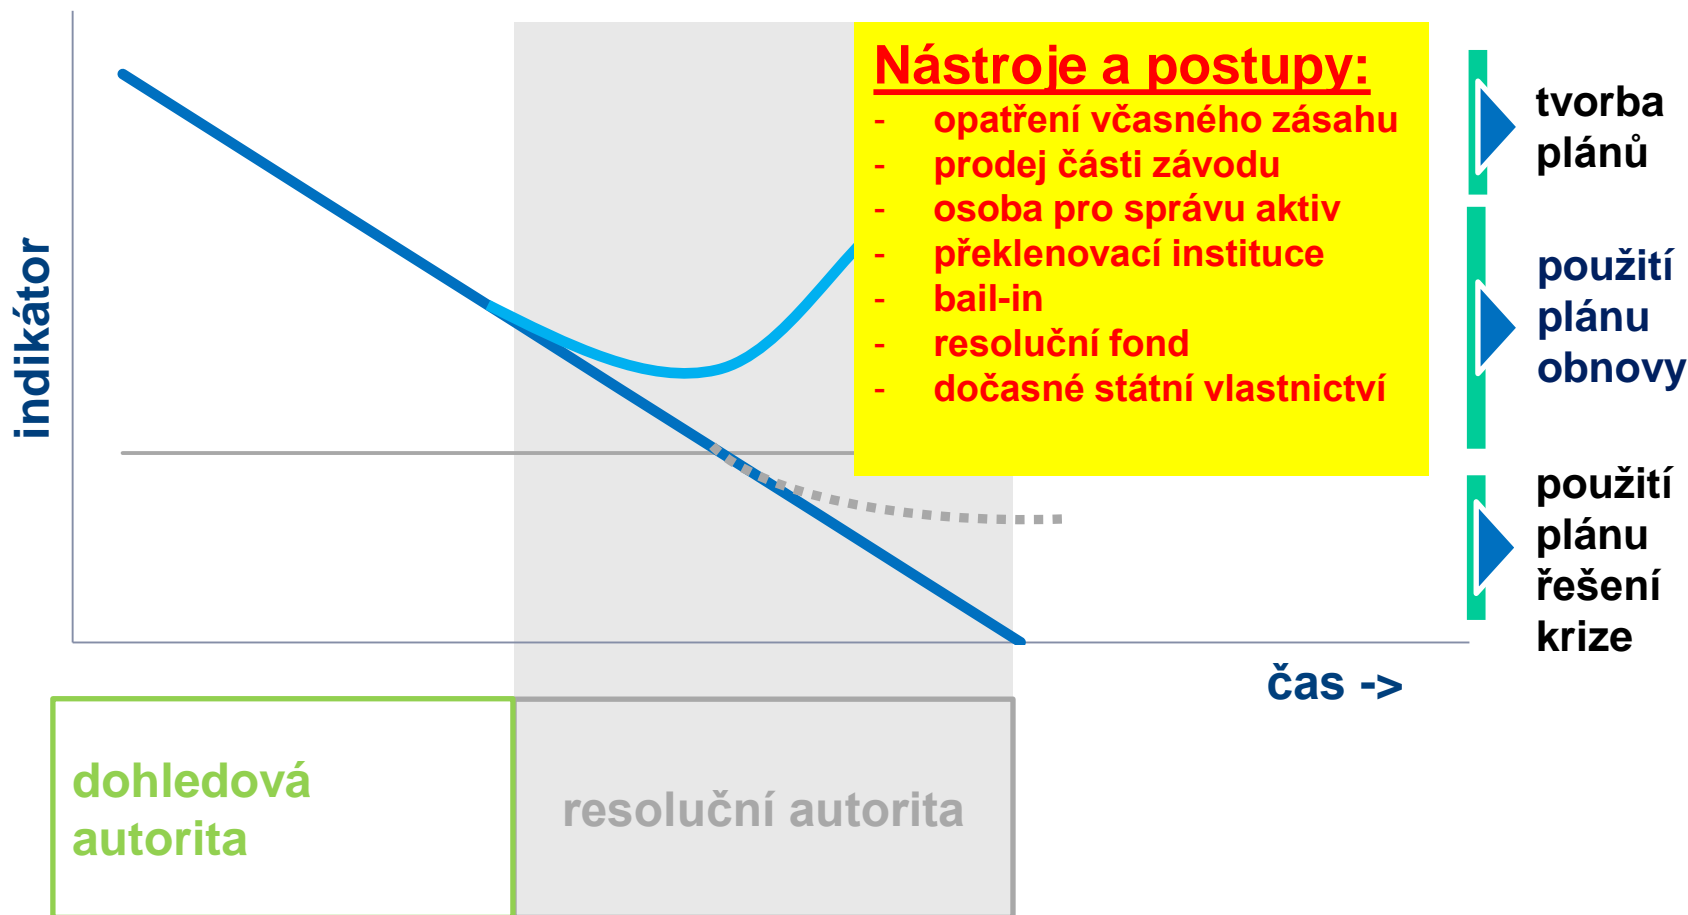 Nástroje a postupy:
- opatření včasného zásahu
- prodej části závodu
- osoba pro správu aktiv
- překlenovací instituce
- bail-in
- resoluční fond
- dočasné státní vlastnictví
tvorba
plánů
použití
plánu
obnovy
použití
plánu
řešení
krize
indikátor
čas ->
dohledová
autorita
resoluční autorita